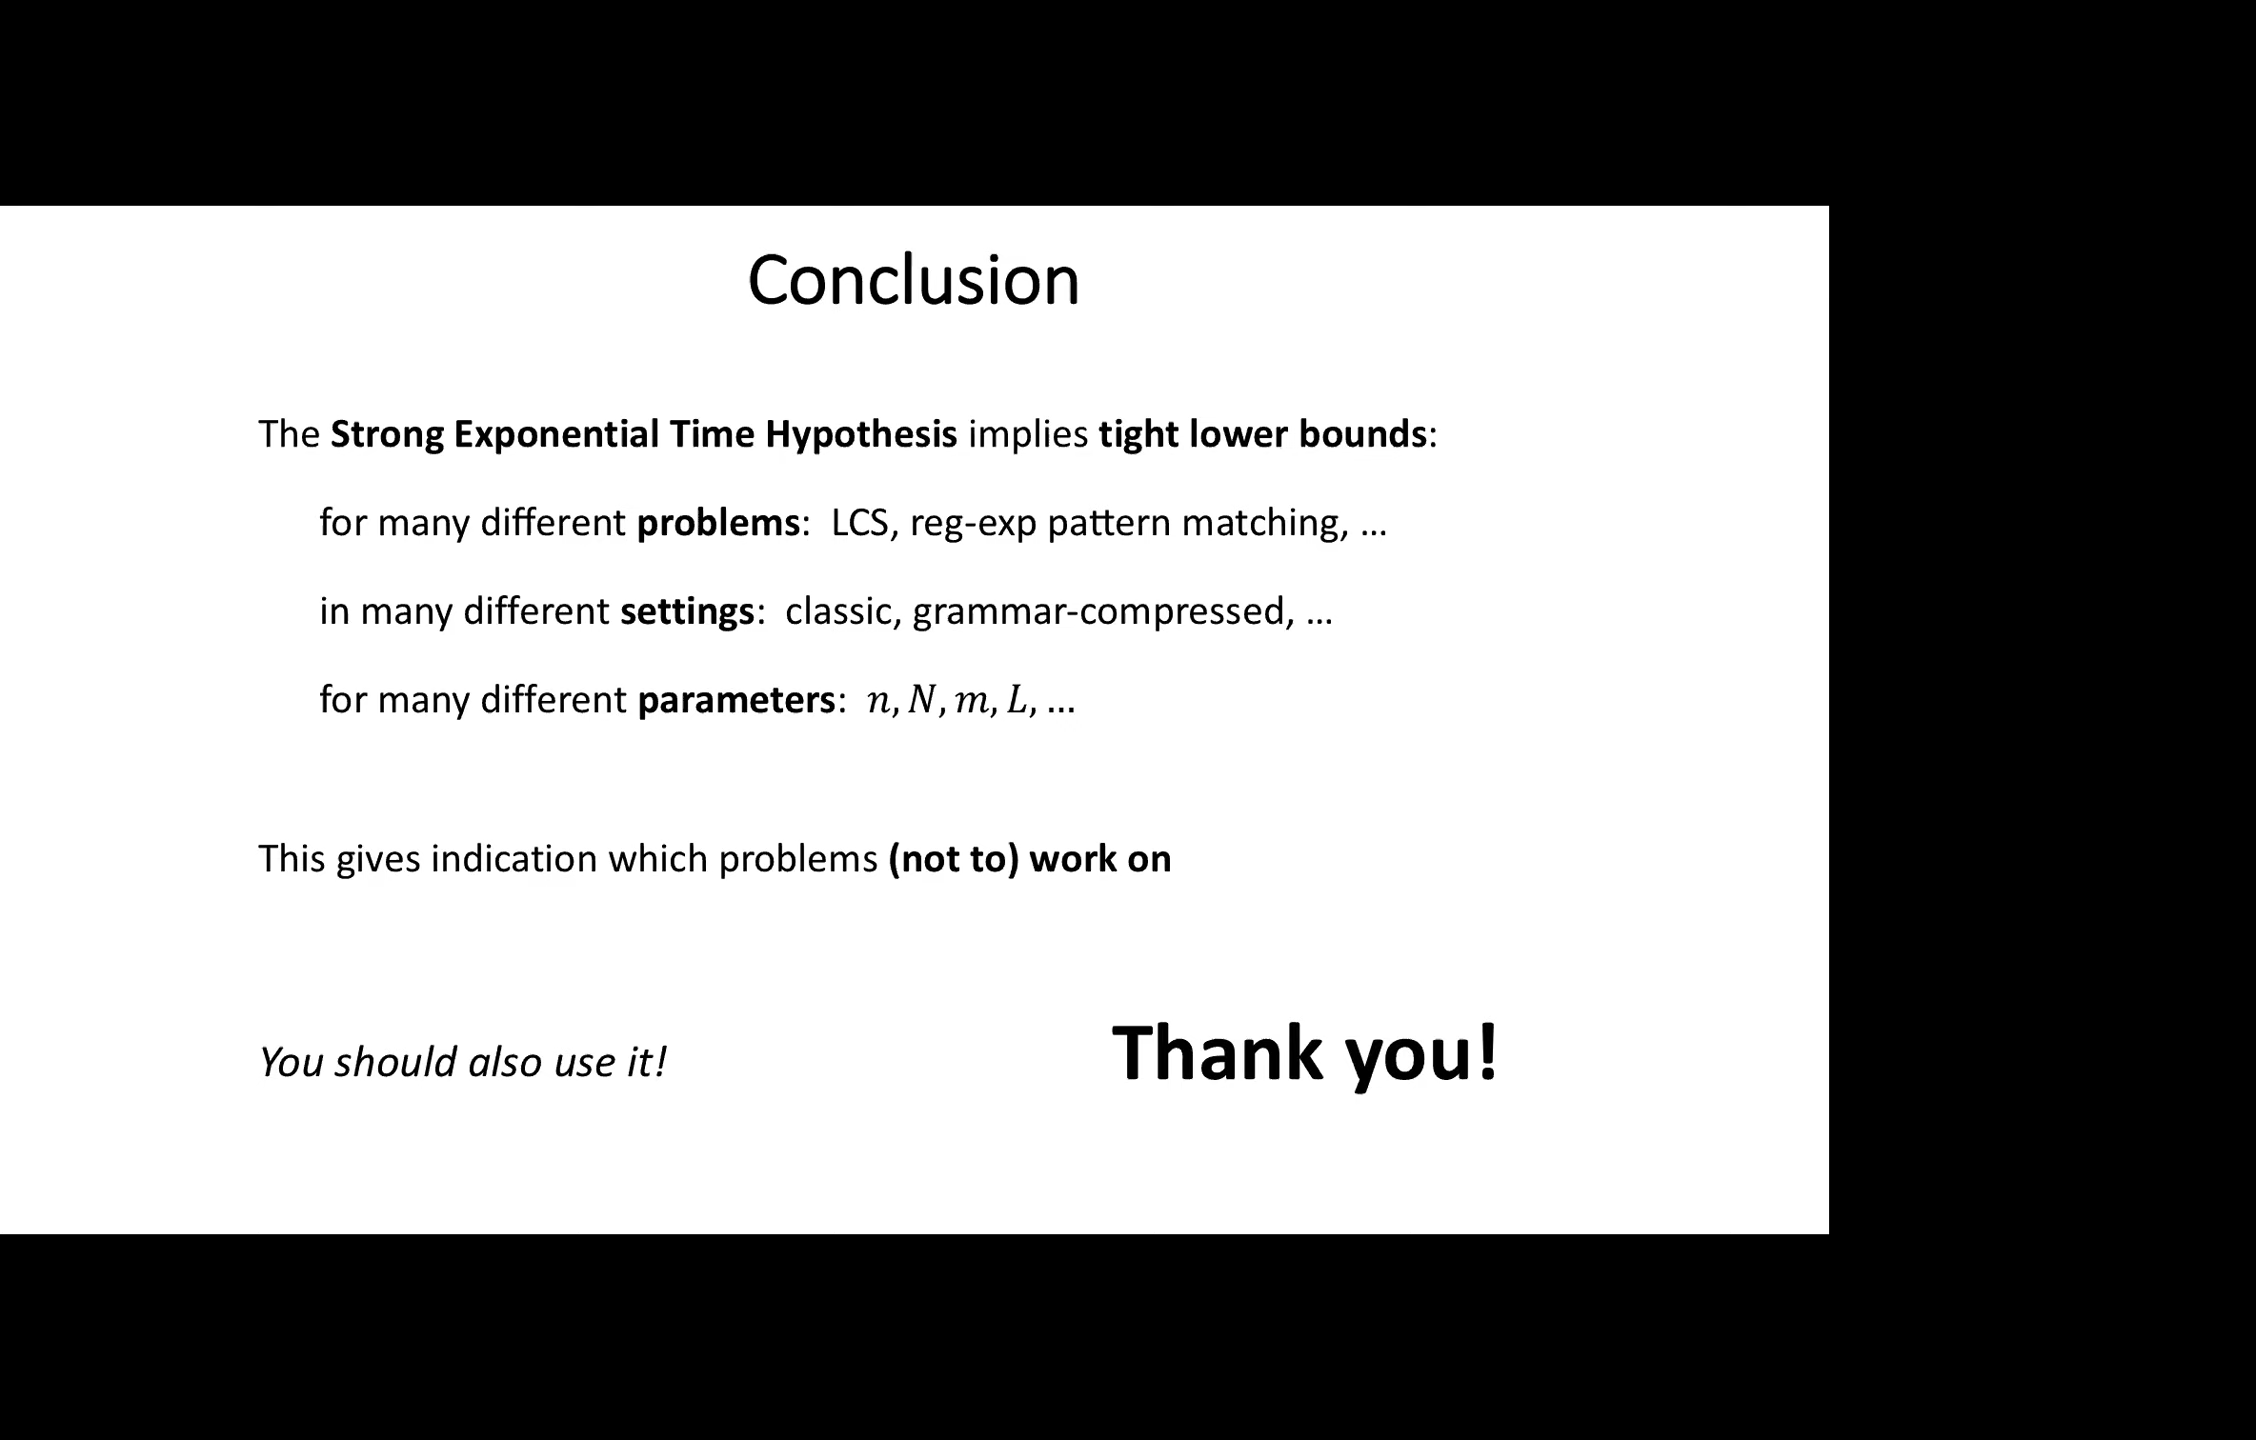 Conclusion
The Strong Exponential Time Hypothesis implies tight lower bounds:
for many different problems: LCS, reg-exp pattern matching, ...
in many different settings: classic, grammar-compressed, ...
for many different parameters: n, N, m, L, ...
This gives indication which problems (not to) work on
You should also use it!
Thank you!